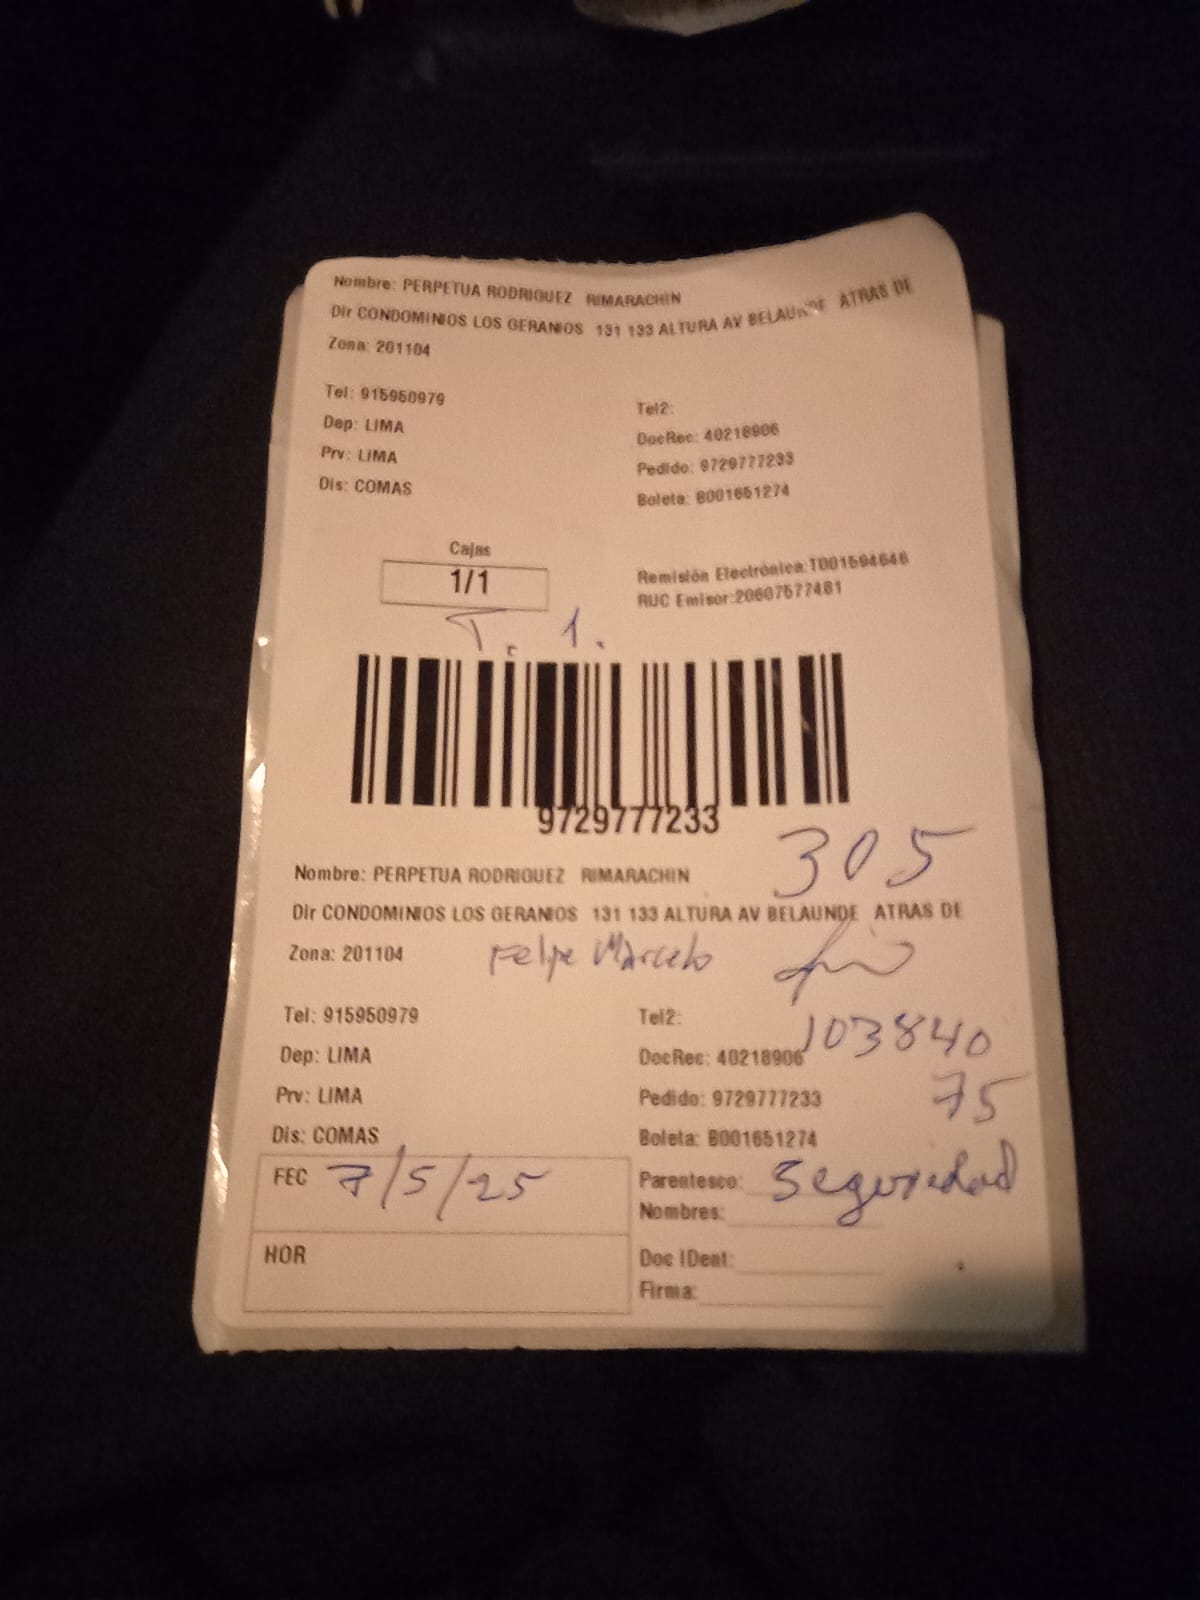 Nombre: PERPETUA RODRIGUEZ RIMARACHIN
Dir CONDOMINIOS LOS GERANIOS 131 133 ALTURA AV BELAUNDE ATRAS DE
Zona: 201104
Tel: 915950979
Tel2:
Dep: LIMA
DocRec: 40218906
Prv: LIMA
Pedido: 9729777233
Dis: COMAS
Boleta: B001651274
Cajas
1/1
Remisión Electrónica:T001594646
RUC Emisor:20607577461
T. 1.
9729777233
305
Nombre: PERPETUA RODRIGUEZ RIMARACHIN
Dir CONDOMINIOS LOS GERANIOS 131 133 ALTURA AV BELAUNDE ATRAS DE
Zona: 201104
Felipe Marcelo
Tel: 915950979
Tel2:
103840
Dep: LIMA
DocRec: 40218906
75
Prv: LIMA
Pedido: 9729777233
Dis: COMAS
Boleta: B001651274
FEC 7/5/25
Parentesco: Seguridad
Nombres:
HOR
Doc IDent:
Firma: